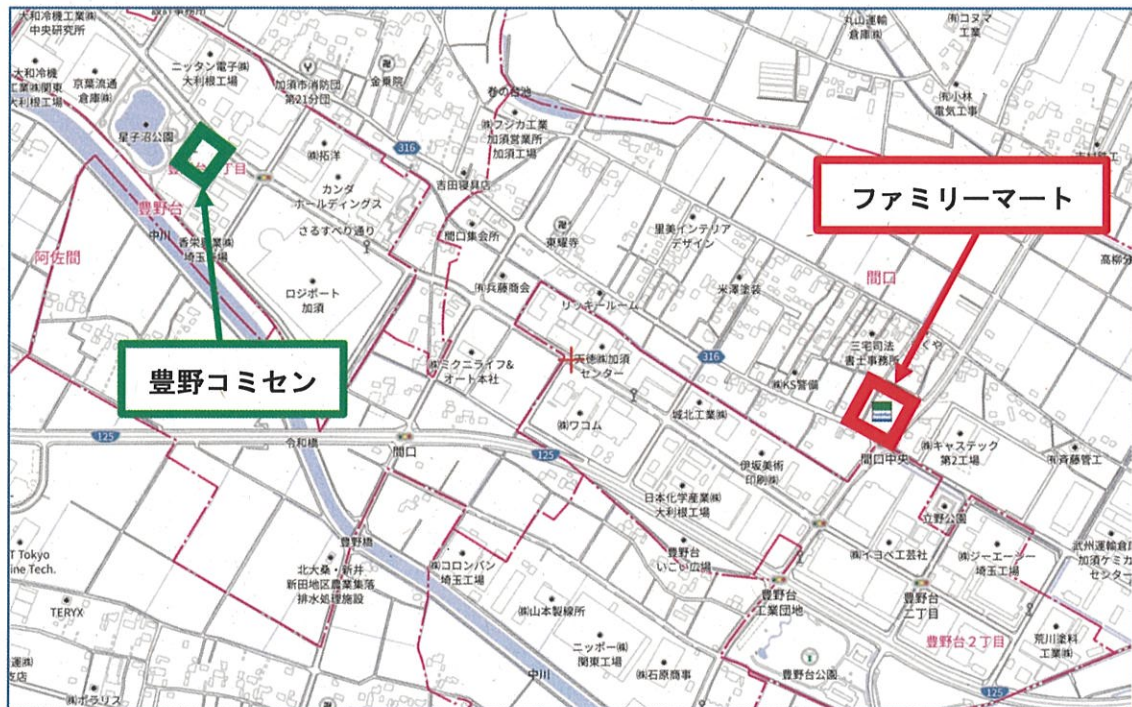 大和冷機工業㈱
中央研究所
設計事務所
大和冷機
工業㈱関東
大利根工場
京葉流通
倉庫㈱
ニッタン電子㈱
大利根工場
加須市消防団
第21分団
金乗院
丸山運輸
倉庫㈱
㈲コヌマ
工業
㈲小林
電気工事
星子沼公園
㈱フジカ工業
加須営業所
加須工場
316
㈱拓洋
カンダ
ホールディングス
吉田寝具店
さるすべり通り
間口集会所
東耀寺
里美インテリア
デザイン
ファミリーマート
豊野台
中川
阿佐間
香栄興業㈱
埼玉工場
ロジポート
加須
㈲兵藤商会
リッキールーム
米澤塗装
間口
高柳分
三宅司法
書士事務所
豊野コミセン
㈱ミクニライフ&
オート本社
天徳㈱加須
センター
316
㈱KS警備
㈱ワコム
城北工業㈱
125
令和橋
間口
125
伊坂美術
印刷㈱
間口中央
㈱キャステック
第2工場
㈲斉藤管工
日本化学産業㈱
大利根工場
立野公園
豊野橋
T Tokyo
ine Tech.
北大桑・新井
新田地区農業集落
排水処理施設
㈱コロンバン
埼玉工場
豊野台
いこい広場
㈱イヨベ工芸社
㈱ジーエーシー
埼玉工場
武州運輸倉庫
加須ケミカ
センター
TERYX
㈱山本製線所
豊野台
工業団地
豊野台
二丁目
ニッポー㈱
関東工場
豊野台2丁目
荒川塗料
工業㈱
㈱ポラリス
中川
㈱石原商事
豊野台公園
125